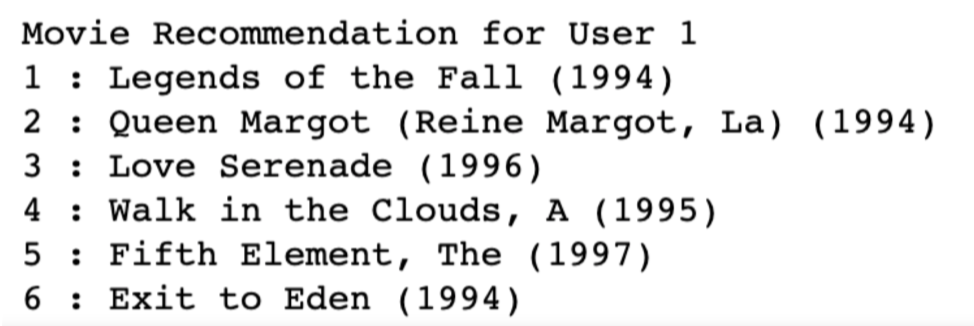 Movie Recommendation for User 1
1 : Legends of the Fall (1994)
2 : Queen Margot (Reine Margot, La) (1994)
3 : Love Serenade (1996)
4 : Walk in the Clouds, A (1995)
5 : Fifth Element, The (1997)
6 : Exit to Eden (1994)